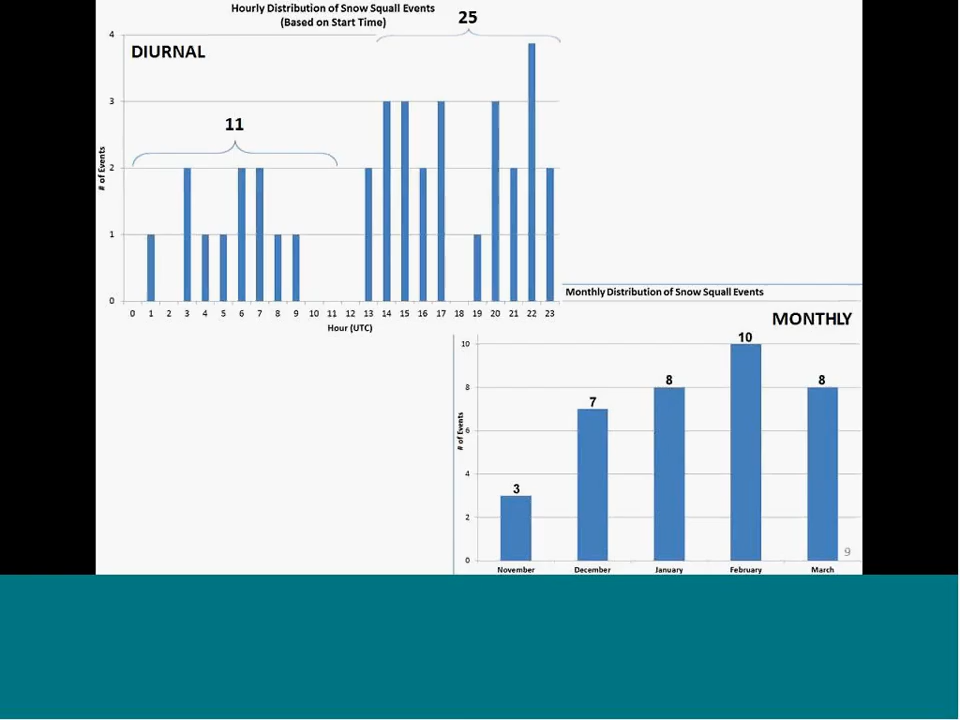 Hourly Distribution of Snow Squall Events
(Based on Start Time)
25
DIURNAL
11
# of Events
4
3
2
1
0
0 1 2 3 4 5 6 7 8 9 10 11 12 13 14 15 16 17 18 19 20 21 22 23
Hour (UTC)
Monthly Distribution of Snow Squall Events
MONTHLY
# of Events
10
8
6
4
2
0
3
7
8
10
8
9
November December January February March